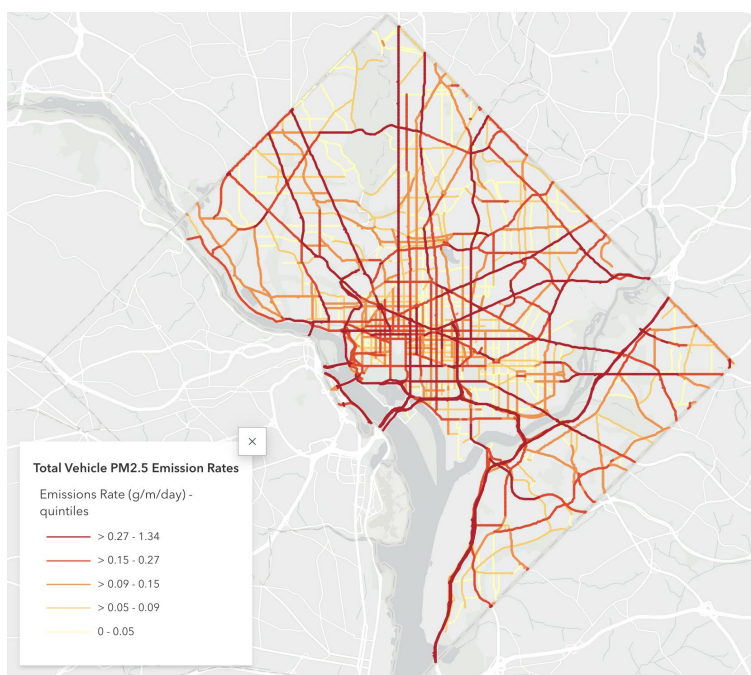 ×
Total Vehicle PM2.5 Emission Rates
Emissions Rate (g/m/day) -
quintiles
> 0.27 - 1.34
> 0.15 - 0.27
> 0.09 - 0.15
> 0.05 - 0.09
0 - 0.05